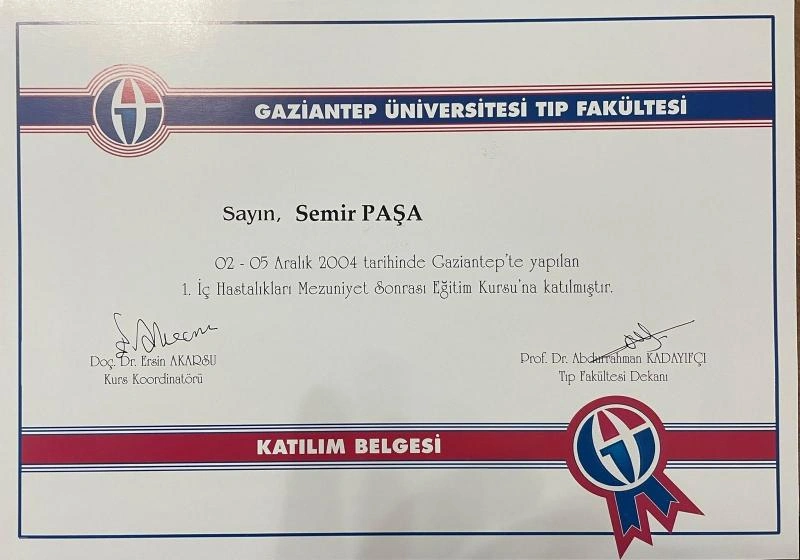 GAZİANTEP ÜNİVERSİTESİ TIP FAKÜLTESİ
Sayın, Semir PAŞA
02 - 05 Aralık 2004 tarihinde Gaziantep'te yapılan
1. İç Hastalıkları Mezuniyet Sonrası Eğitim Kursu'na katılmıştır.
Doç. Dr. Ersin AKARSU
Kurs Koordinatörü
Prof. Dr. Abdurrahman KADAYIFÇI
Tıp Fakültesi Dekanı
KATILIM BELGESİ